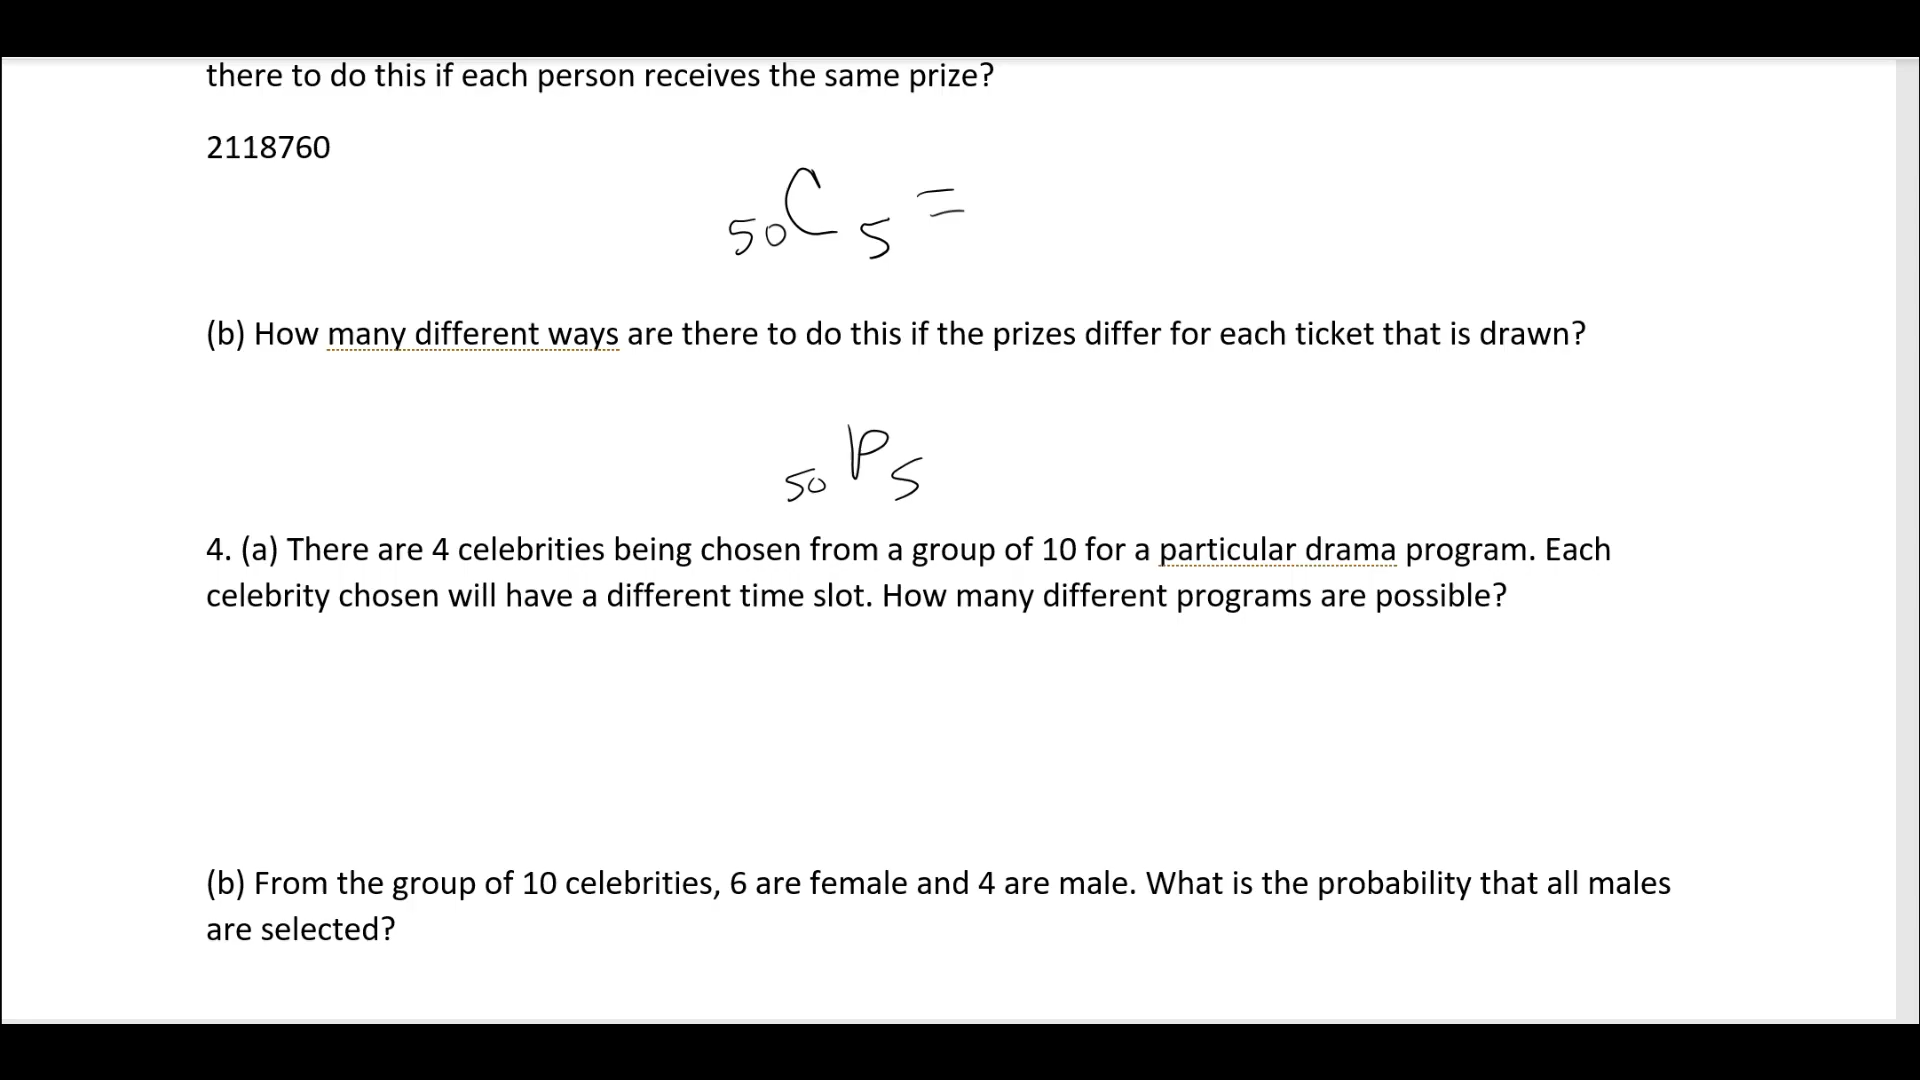 there to do this if each person receives the same prize?
2118760
50C5 =
(b) How many different ways are there to do this if the prizes differ for each ticket that is drawn?
50P5
4. (a) There are 4 celebrities being chosen from a group of 10 for a particular drama program. Each
celebrity chosen will have a different time slot. How many different programs are possible?
(b) From the group of 10 celebrities, 6 are female and 4 are male. What is the probability that all males
are selected?